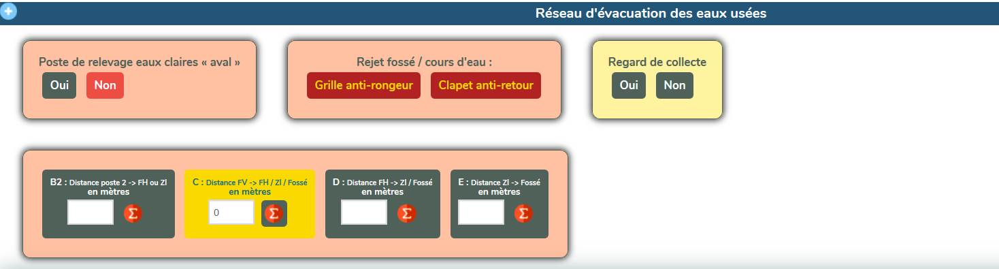 Réseau d'évacuation des eaux usées
Poste de relevage eaux claires « aval »
Oui Non
Rejet fossé / cours d'eau :
Grille anti-rongeur Clapet anti-retour
Regard de collecte
Oui Non
B2 : Distance poste 2 -> FH ou ZI
en mètres
Σ
C : Distance FV -> FH / ZI / Fossé
en mètres
0 Σ
D : Distance FH -> ZI / Fossé
en mètres
Σ
E : Distance ZI -> Fossé
en mètres
Σ